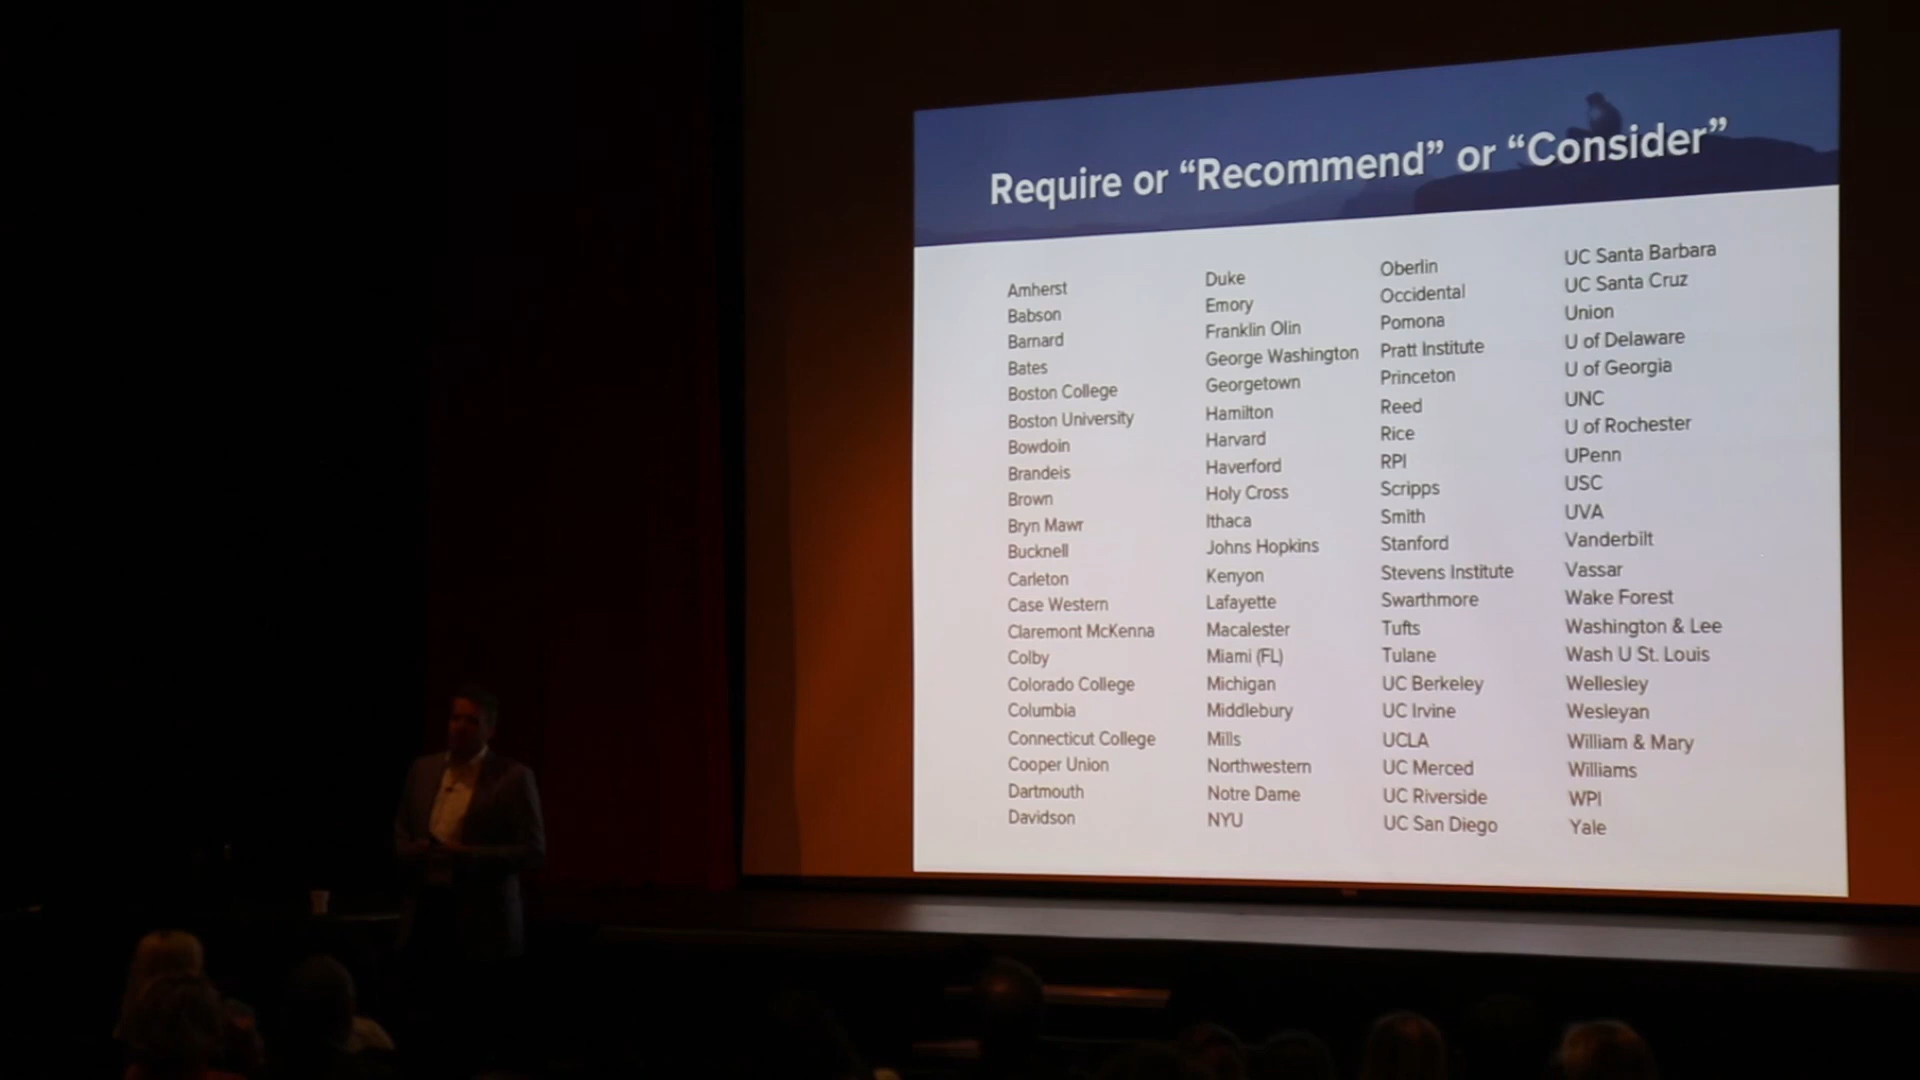 Require or “Recommend” or “Consider”
Amherst
Babson
Barnard
Bates
Boston College
Boston University
Bowdoin
Brandeis
Brown
Bryn Mawr
Bucknell
Carleton
Case Western
Claremont McKenna
Colby
Colorado College
Columbia
Connecticut College
Cooper Union
Dartmouth
Davidson
Duke
Emory
Franklin Olin
George Washington
Georgetown
Hamilton
Harvard
Haverford
Holy Cross
Ithaca
Johns Hopkins
Kenyon
Lafayette
Macalester
Miami (FL)
Michigan
Middlebury
Mills
Northwestern
Notre Dame
NYU
Oberlin
Occidental
Pomona
Pratt Institute
Princeton
Reed
Rice
RPI
Scripps
Smith
Stanford
Stevens Institute
Swarthmore
Tufts
Tulane
UC Berkeley
UC Irvine
UCLA
UC Merced
UC Riverside
UC San Diego
UC Santa Barbara
UC Santa Cruz
Union
U of Delaware
U of Georgia
UNC
U of Rochester
UPenn
USC
UVA
Vanderbilt
Vassar
Wake Forest
Washington & Lee
Wash U St. Louis
Wellesley
Wesleyan
William & Mary
Williams
WPI
Yale